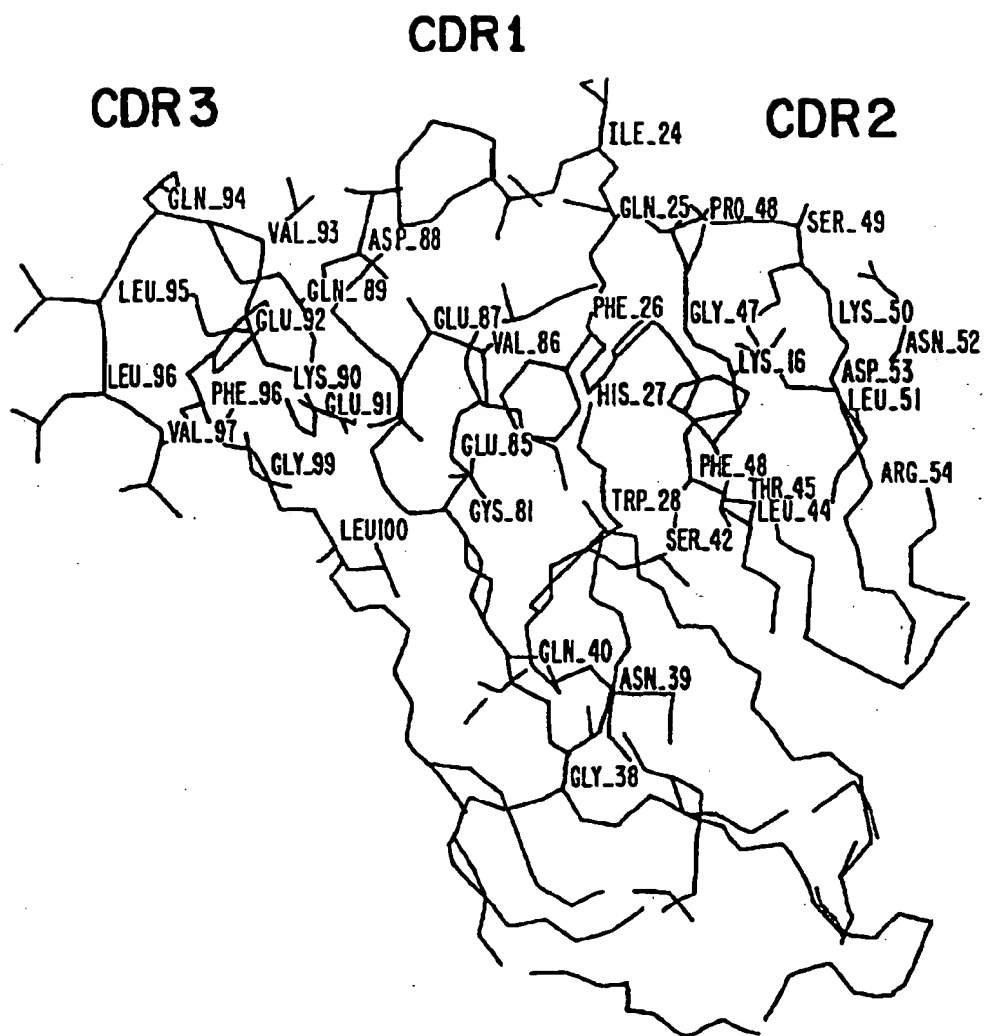 CDR1
CDR3
CDR2
ILE_24
GLN_94
GLN_25
PRO_48
SER_49
VAL_93
ASP_88
LEU_95
GLN_89
GLU_92
GLU_87
PHE_26
GLY_47
LYS_50
VAL_86
ASN_52
LYS_16
LEU_96
LYS_90
ASP_53
PHE_96
HIS_27
LEU_51
GLU_91
VAL_97
GLU_85
GLY_99
PHE_48
ARG_54
THR_45
TRP_28
LEU_44
GYS_81
LEU100
SER_42
GLN_40
ASN_39
GLY_38